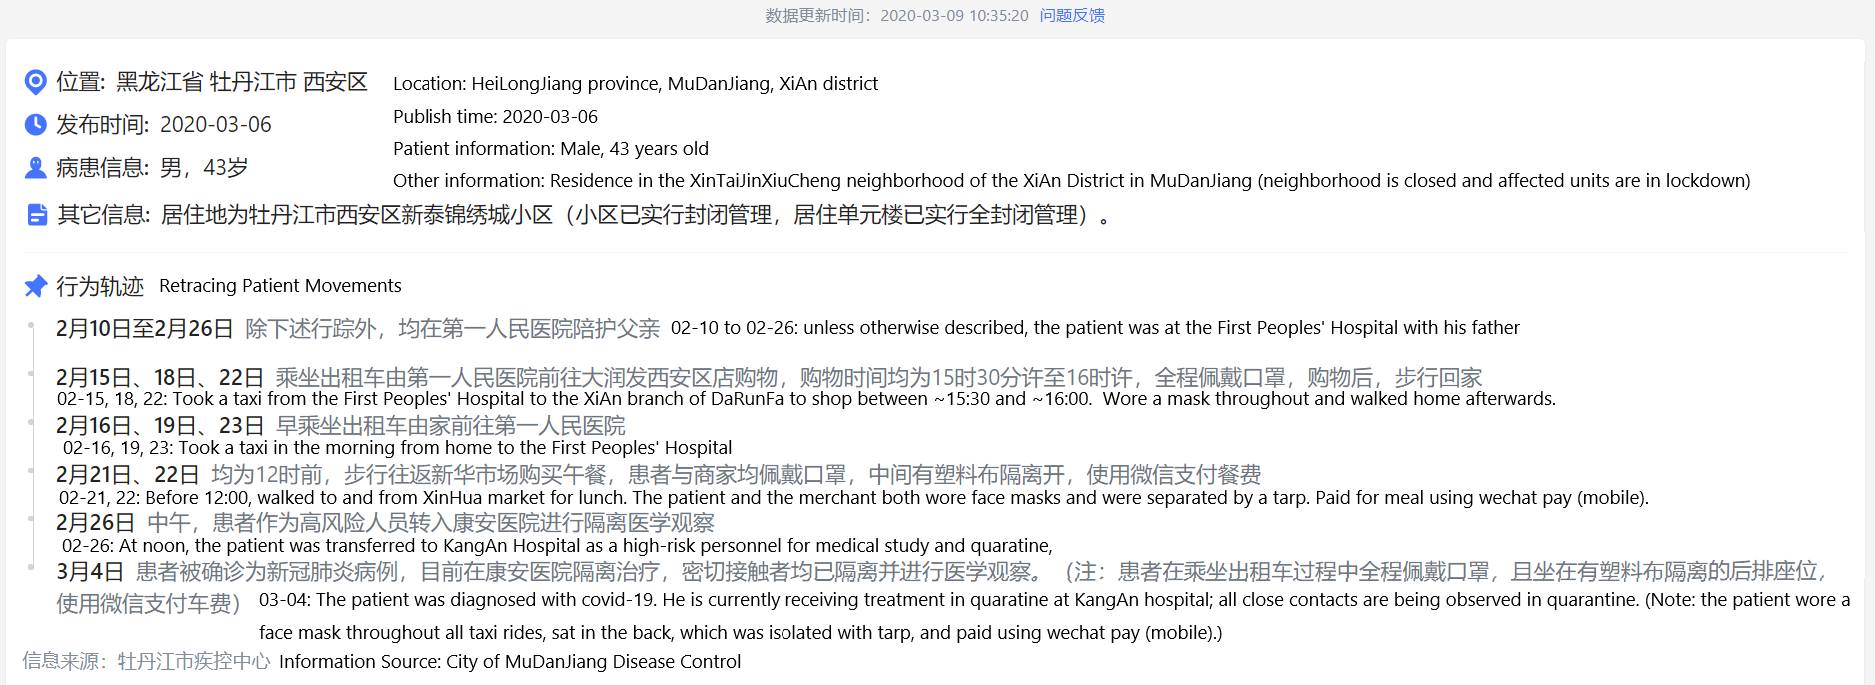 数据更新时间：2020-03-09 10:35:20 问题反馈
位置: 黑龙江省 牡丹江市 西安区
Location: HeiLongJiang province, MuDanJiang, XiAn district
发布时间: 2020-03-06
Publish time: 2020-03-06
病患信息: 男，43岁
Patient information: Male, 43 years old
Other information: Residence in the XinTaiJinXiuCheng neighborhood of the XiAn District in MuDanJiang (neighborhood is closed and affected units are in lockdown)
其它信息: 居住地为牡丹江市西安区新泰锦绣城小区（小区已实行封闭管理，居住单元楼已实行全封闭管理）。
行为轨迹 Retracing Patient Movements
2月10日至2月26日 除下述行踪外，均在第一人民医院陪护父亲 02-10 to 02-26: unless otherwise described, the patient was at the First Peoples' Hospital with his father
2月15日、18日、22日 乘坐出租车由第一人民医院前往大润发西安区店购物，购物时间均为15时30分许至16时许，全程佩戴口罩，购物后，步行回家
02-15, 18, 22: Took a taxi from the First Peoples' Hospital to the XiAn branch of DaRunFa to shop between ~15:30 and ~16:00. Wore a mask throughout and walked home afterwards.
2月16日、19日、23日 早乘坐出租车由家前往第一人民医院
02-16, 19, 23: Took a taxi in the morning from home to the First Peoples' Hospital
2月21日、22日 均为12时前，步行往返新华市场购买午餐，患者与商家均佩戴口罩，中间有塑料布隔离开，使用微信支付餐费
02-21, 22: Before 12:00, walked to and from XinHua market for lunch. The patient and the merchant both wore face masks and were separated by a tarp. Paid for meal using wechat pay (mobile).
2月26日 中午，患者作为高风险人员转入康安医院进行隔离医学观察
02-26: At noon, the patient was transferred to KangAn Hospital as a high-risk personnel for medical study and quaratine,
3月4日 患者被确诊为新冠肺炎病例，目前在康安医院隔离治疗，密切接触者均已隔离并进行医学观察。（注：患者在乘坐出租车过程中全程佩戴口罩，且坐在有塑料布隔离的后排座位，
使用微信支付车费） 03-04: The patient was diagnosed with covid-19. He is currently receiving treatment in quaratine at KangAn hospital; all close contacts are being observed in quarantine. (Note: the patient wore a
face mask throughout all taxi rides, sat in the back, which was isolated with tarp, and paid using wechat pay (mobile).)
信息来源：牡丹江市疾控中心 Information Source: City of MuDanJiang Disease Control